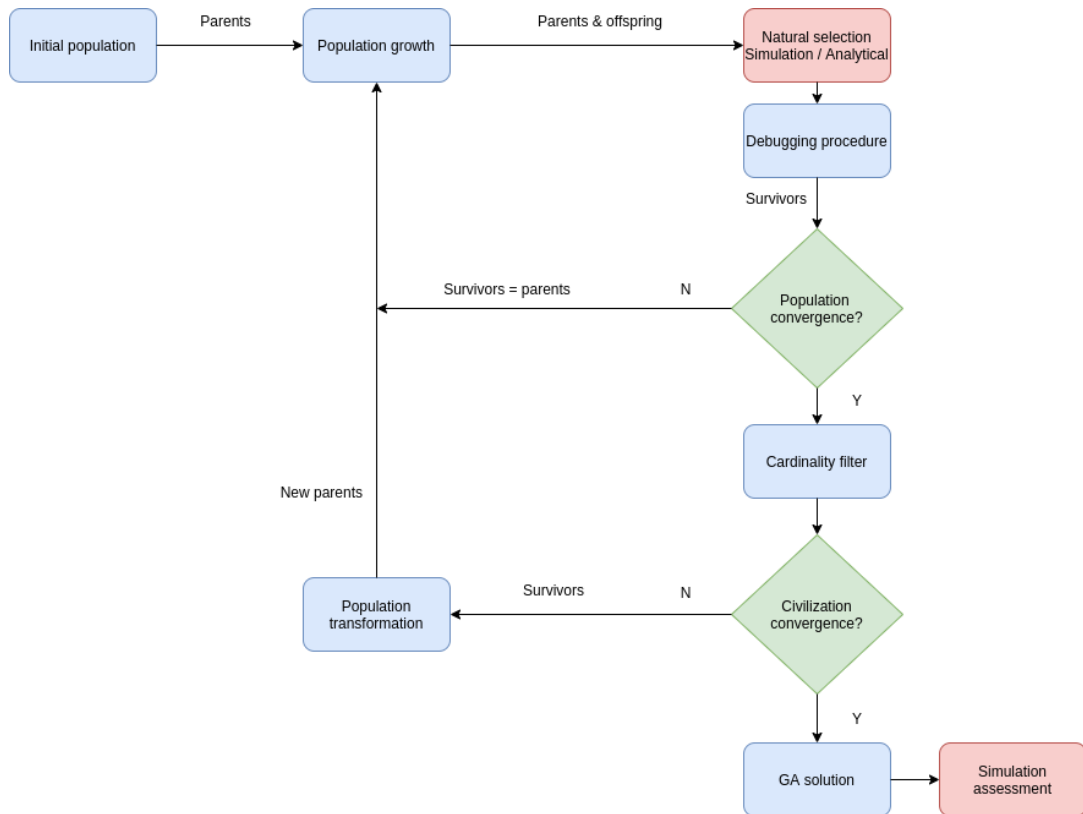 Initial population
Parents
Population growth
Parents & offspring
Natural selection
Simulation / Analytical
Debugging procedure
Survivors
Population
convergence?
N
Survivors = parents
Y
Cardinality filter
New parents
Civilization
convergence?
N
Survivors
Population
transformation
Y
GA solution
Simulation
assessment